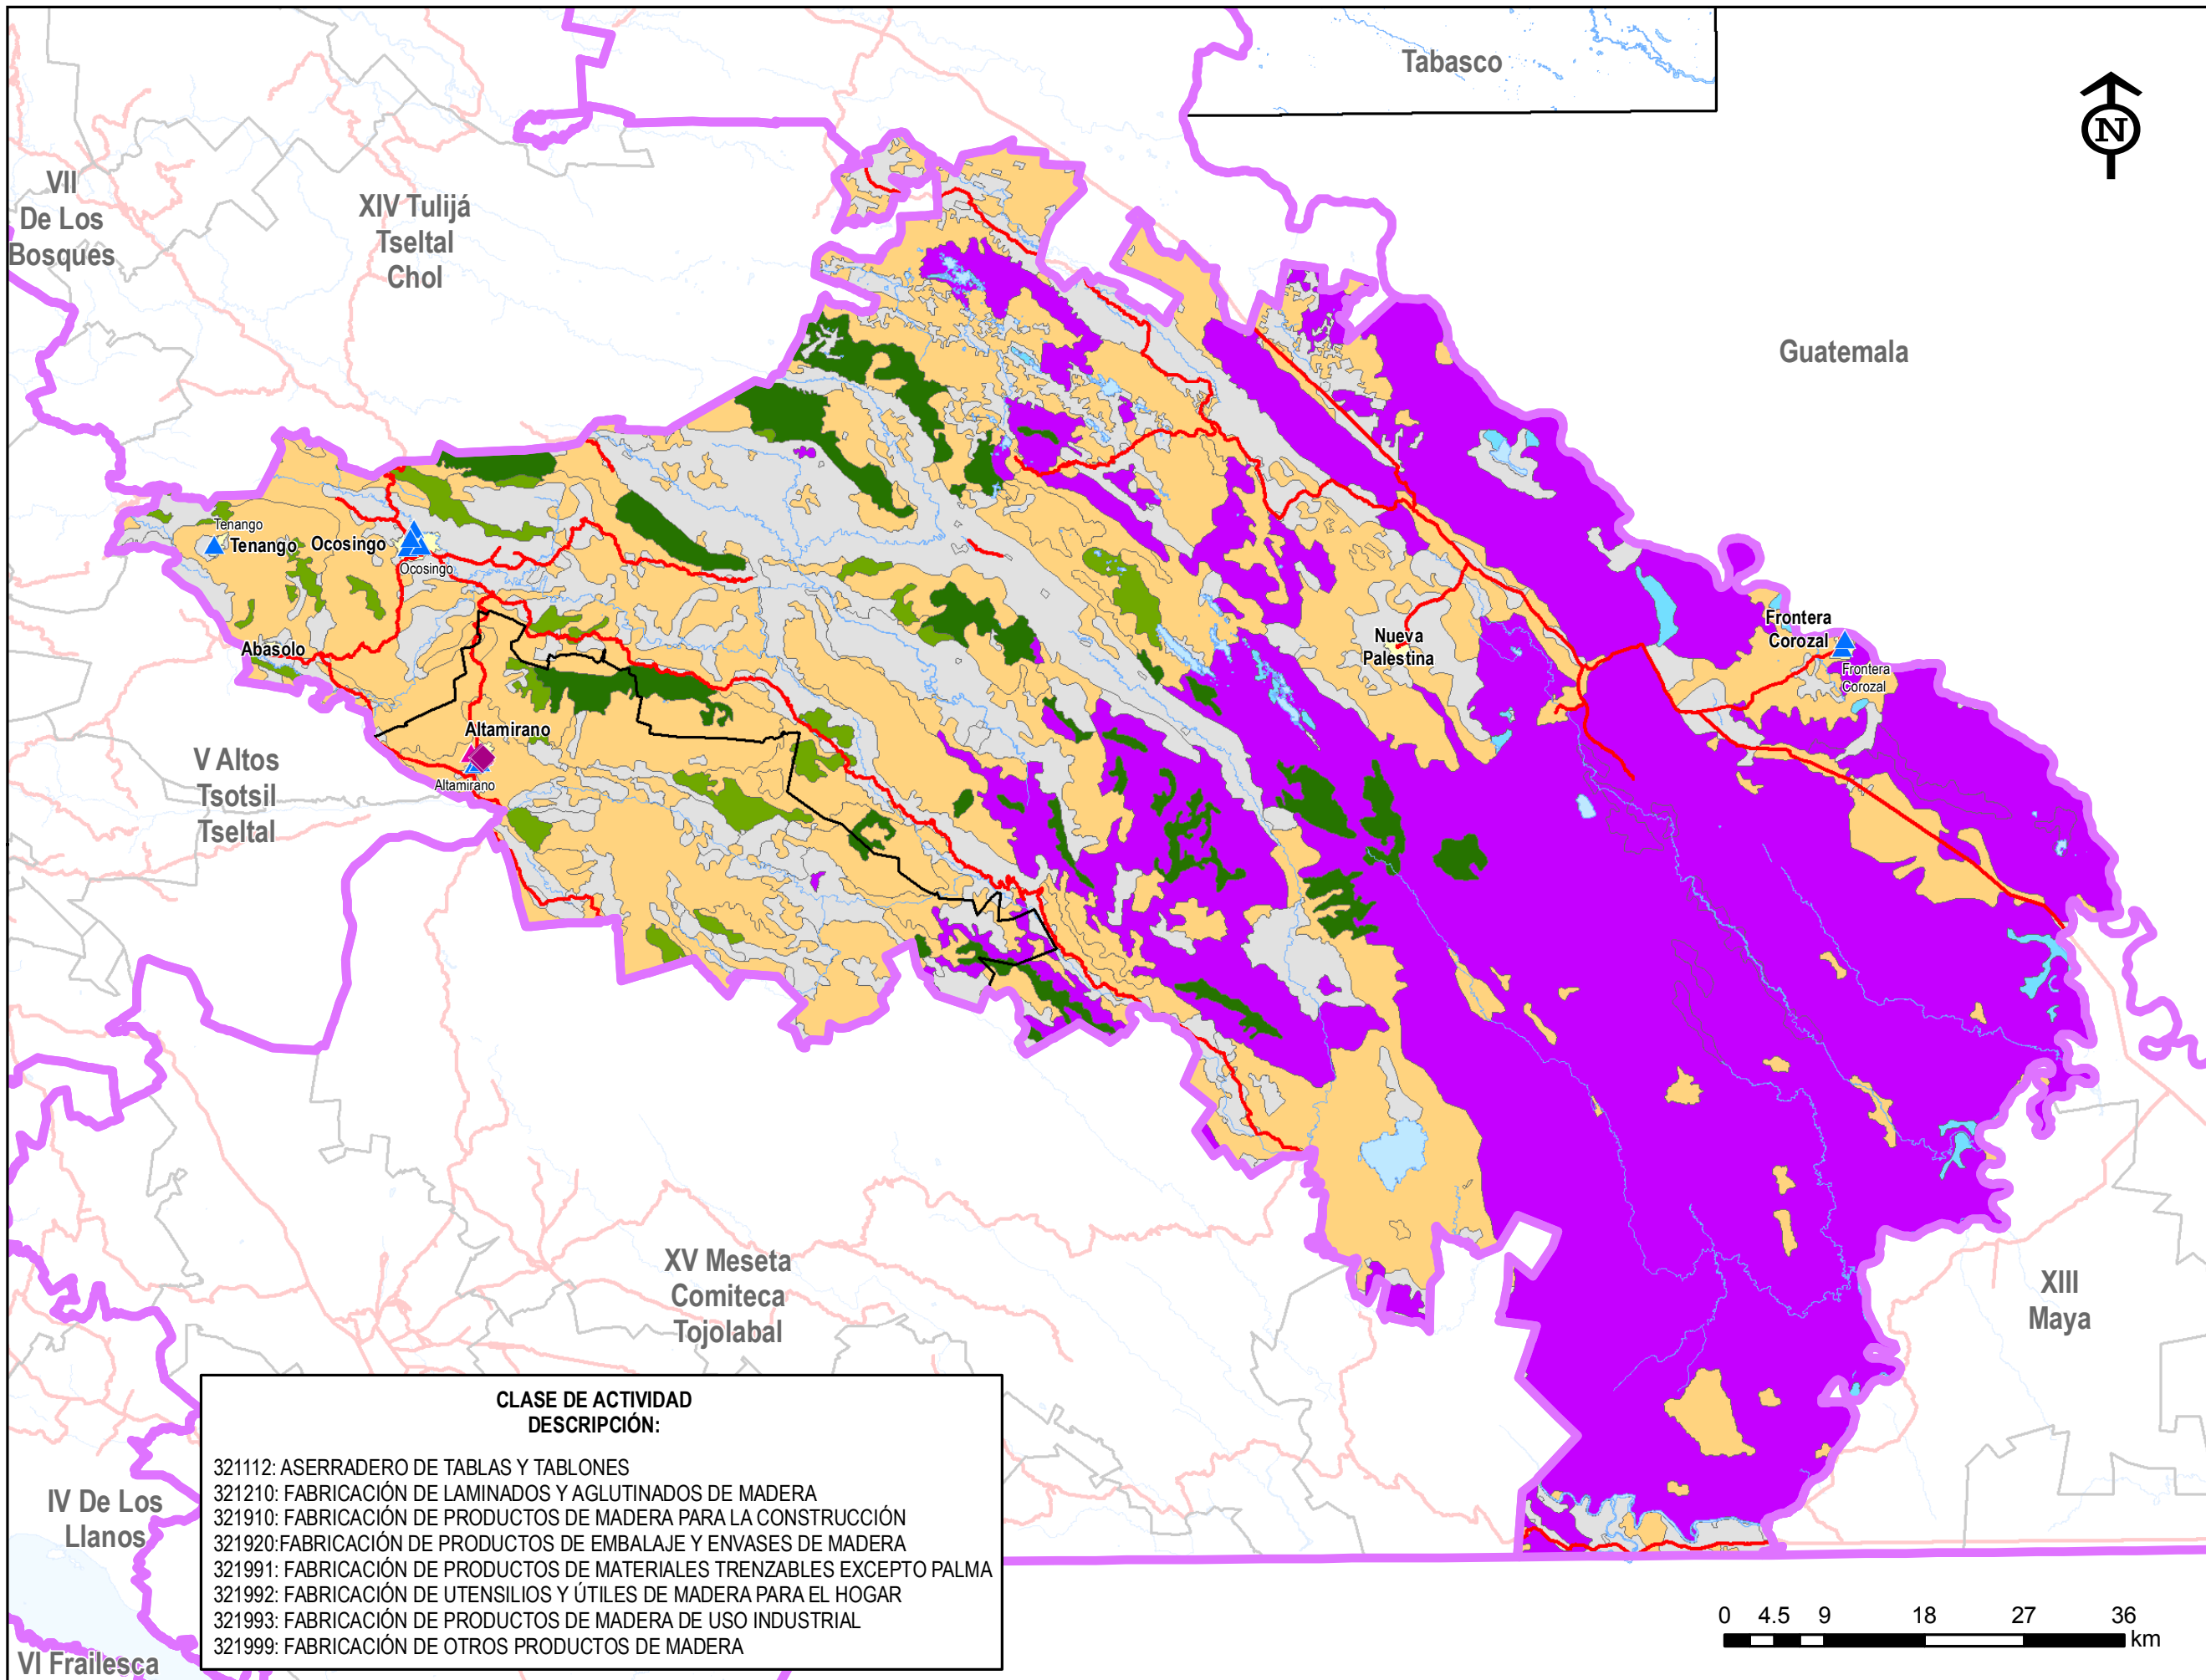 Tabasco
N
VII
De Los
Bosques
XIV Tulijá
Tseltal
Chol
Guatemala
Tenango
Tenango
Ocosingo
Ocosingo
Abasolo
Nueva
Palestina
Frontera
Corozal
Frontera
Corozal
Altamirano
Altamirano
V Altos
Tsotsil
Tseltal
XV Meseta
Comiteca
Tojolabal
XIII
Maya
CLASE DE ACTIVIDAD
DESCRIPCIÓN:
321112: ASERRADERO DE TABLAS Y TABLONES
321210: FABRICACIÓN DE LAMINADOS Y AGLUTINADOS DE MADERA
321910: FABRICACIÓN DE PRODUCTOS DE MADERA PARA LA CONSTRUCCIÓN
321920:FABRICACIÓN DE PRODUCTOS DE EMBALAJE Y ENVASES DE MADERA
321991: FABRICACIÓN DE PRODUCTOS DE MATERIALES TRENZABLES EXCEPTO PALMA
321992: FABRICACIÓN DE UTENSILIOS Y ÚTILES DE MADERA PARA EL HOGAR
321993: FABRICACIÓN DE PRODUCTOS DE MADERA DE USO INDUSTRIAL
321999: FABRICACIÓN DE OTROS PRODUCTOS DE MADERA
IV De Los
Llanos
VI Frailesca
0 4.5 9 18 27 36
km